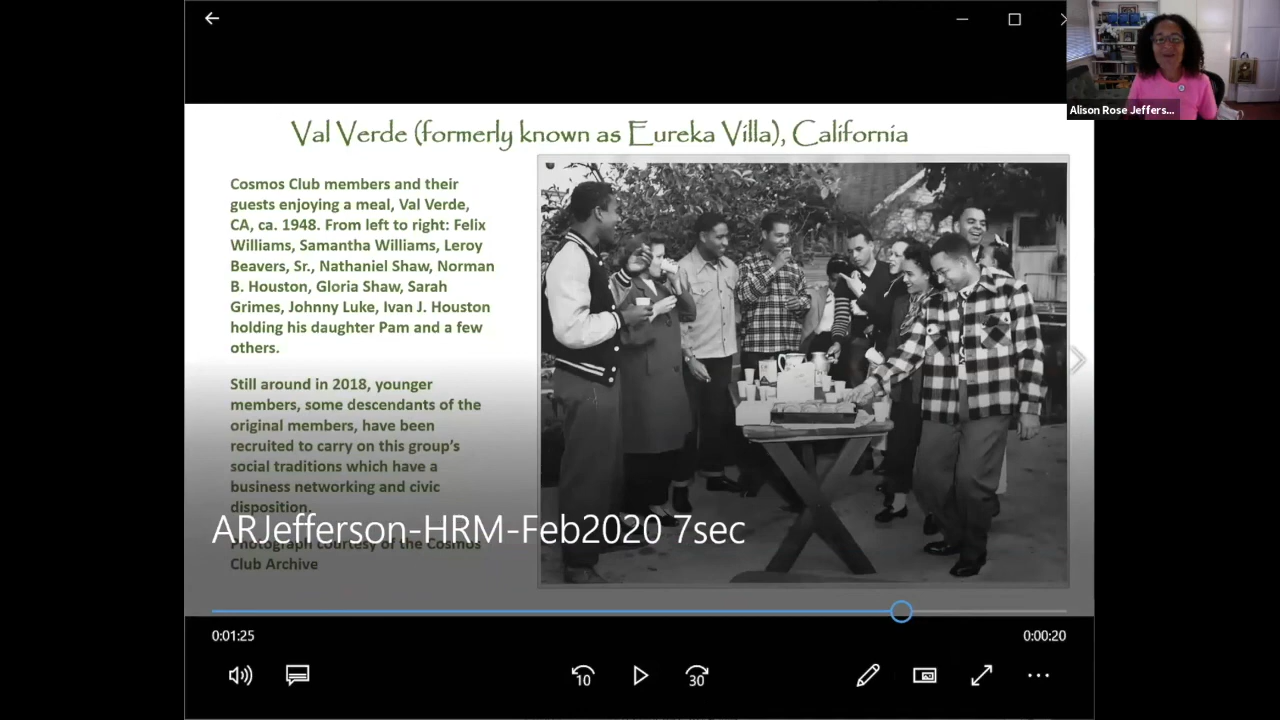 Alison Rose Jeffers...
Val Verde (formerly known as Eureka Villa), California
Cosmos Club members and their
guests enjoying a meal, Val Verde,
CA, ca. 1948. From left to right: Felix
Williams, Samantha Williams, Leroy
Beavers, Sr., Nathaniel Shaw, Norman
B. Houston, Gloria Shaw, Sarah
Grimes, Johnny Luke, Ivan J. Houston
holding his daughter Pam and a few
others.
Still around in 2018, younger
members, some descendants of the
original members, have been
recruited to carry on this group's
social traditions which have a
business networking and civic
disposition.
Photograph courtesy of the Cosmos
Club Archive
ARJefferson-HRM-Feb2020 7sec
0:01:25
0:00:20
10
30